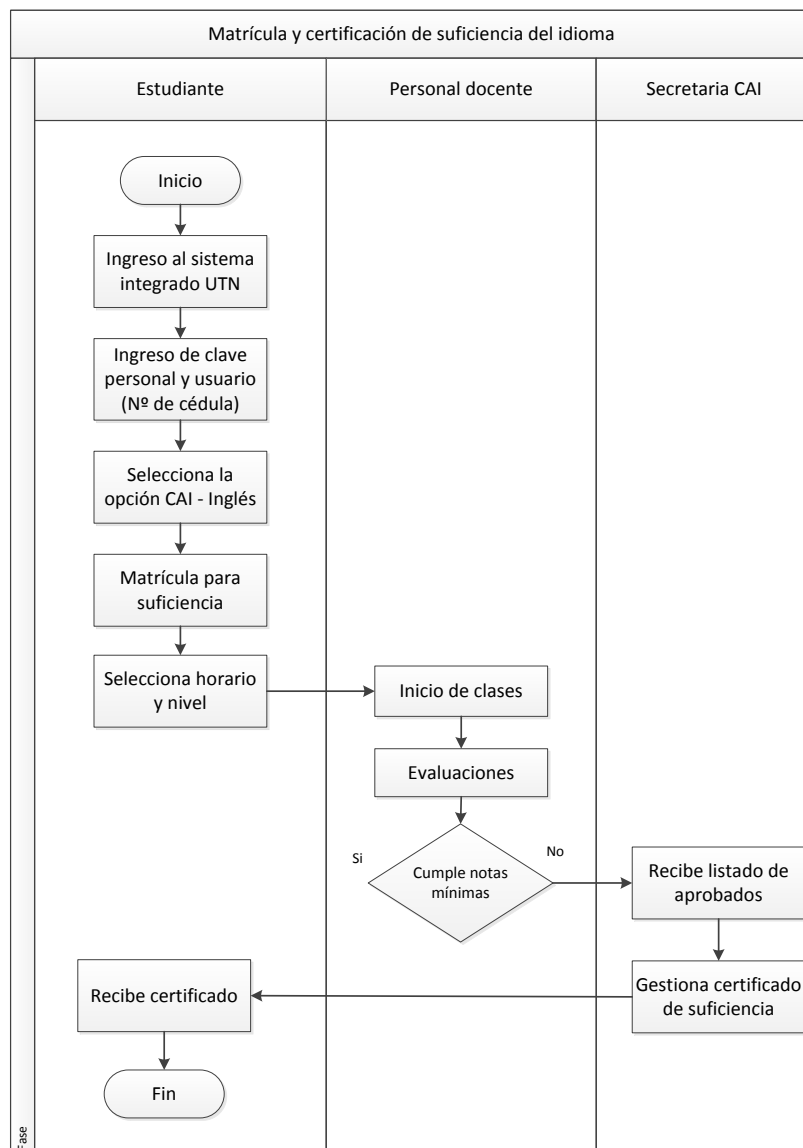 Matrícula y certificación de suficiencia del idioma
Estudiante
Personal docente
Secretaria CAI
Inicio
Ingreso al sistema
integrado UTN
Ingreso de clave
personal y usuario
(Nº de cédula)
Selecciona la
opción CAI - Inglés
Matrícula para
suficiencia
Selecciona horario
y nivel
Inicio de clases
Evaluaciones
Si
No
Cumple notas
mínimas
Recibe listado de
aprobados
Gestiona certificado
de suficiencia
Recibe certificado
Fin
Fase